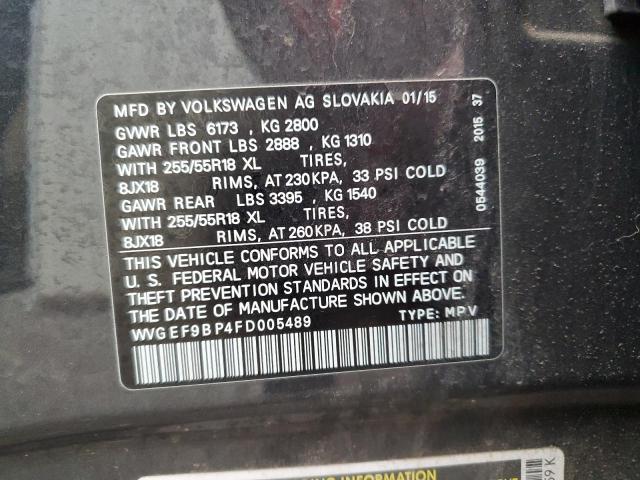 MFD BY VOLKSWAGEN AG SLOVAKIA 01/15
GVWR LBS 6173 , KG 2800
GAWR FRONT LBS 2888 , KG 1310
WITH 255/55R18 XL TIRES,
8JX18 RIMS, AT 230KPA, 33 PSI COLD
GAWR REAR LBS 3395 , KG 1540
WITH 255/55R18 XL TIRES,
8JX18 RIMS, AT 260KPA, 38 PSI COLD
THIS VEHICLE CONFORMS TO ALL APPLICABLE
U. S. FEDERAL MOTOR VEHICLE SAFETY AND
THEFT PREVENTION STANDARDS IN EFFECT ON
THE DATE OF MANUFACTURE SHOWN ABOVE.
WVGEF9BP4FD005489 TYPE: MPV
0544039 2015 37
INFORMATION
59 K